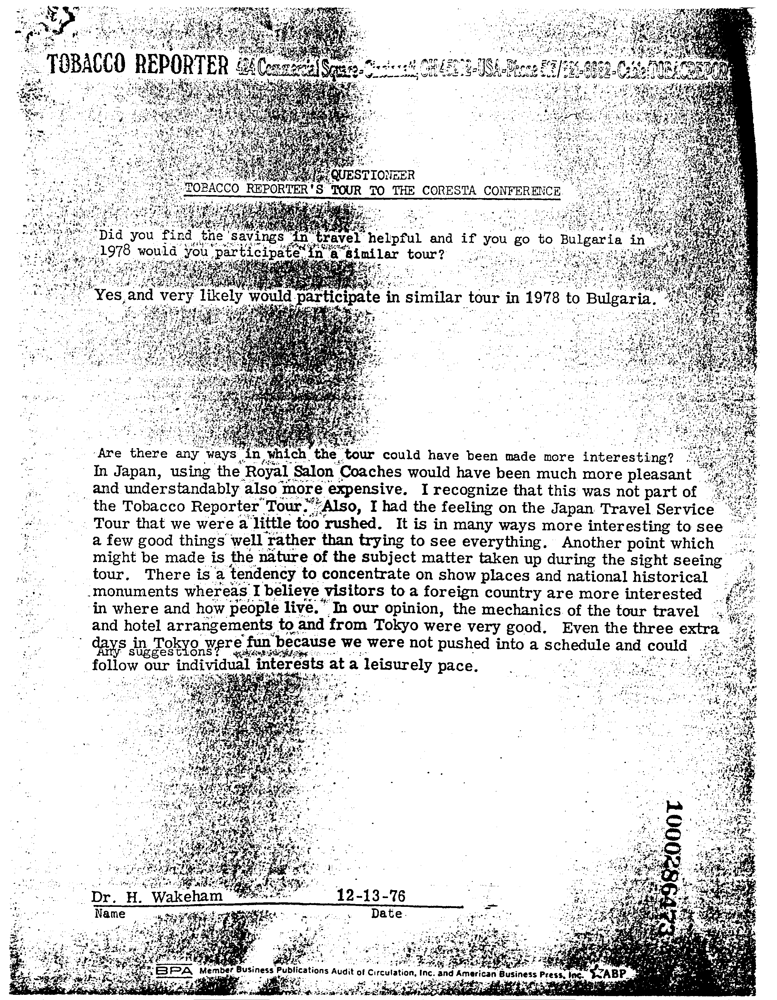 TOBACCO REPORTER 424 Commercial Square-Cincinnati, OH 45202-USA-Phone
QUESTIONEER
TOBACCO REPORTER'S TOUR TO THE CORESTA CONFERENCE
Did you find the savings in travel helpful and if you go to Bulgaria in
1978 would you participate in a similar tour?
Yes and very likely would participate in similar tour in 1978 to Bulgaria.
Are there any ways in which the tour could have been made more interesting?
In Japan, using the Royal Salon Coaches would have been much more pleasant
and understandably also more expensive. I recognize that this was not part of
the Tobacco Reporter Tour. Also, I had the feeling on the Japan Travel Service
Tour that we were a little too rushed. It is in many ways more interesting to see
a few good things well rather than trying to see everything. Another point which
might be made is the nature of the subject matter taken up during the sight seeing
tour. There is a tendency to concentrate on show places and national historical
monuments whereas I believe visitors to a foreign country are more interested
in where and how people live. In our opinion, the mechanics of the tour travel
and hotel arrangements to and from Tokyo were very good. Even the three extra
days in Tokyo were fun because we were not pushed into a schedule and could
Any suggestions?
follow our individual interests at a leisurely pace.
1000286473
Dr. H. Wakeham 12-13-76
Name Date
BPA Member Business Publications Audit of Circulation, Inc. and American Business Press, Inc. ABP